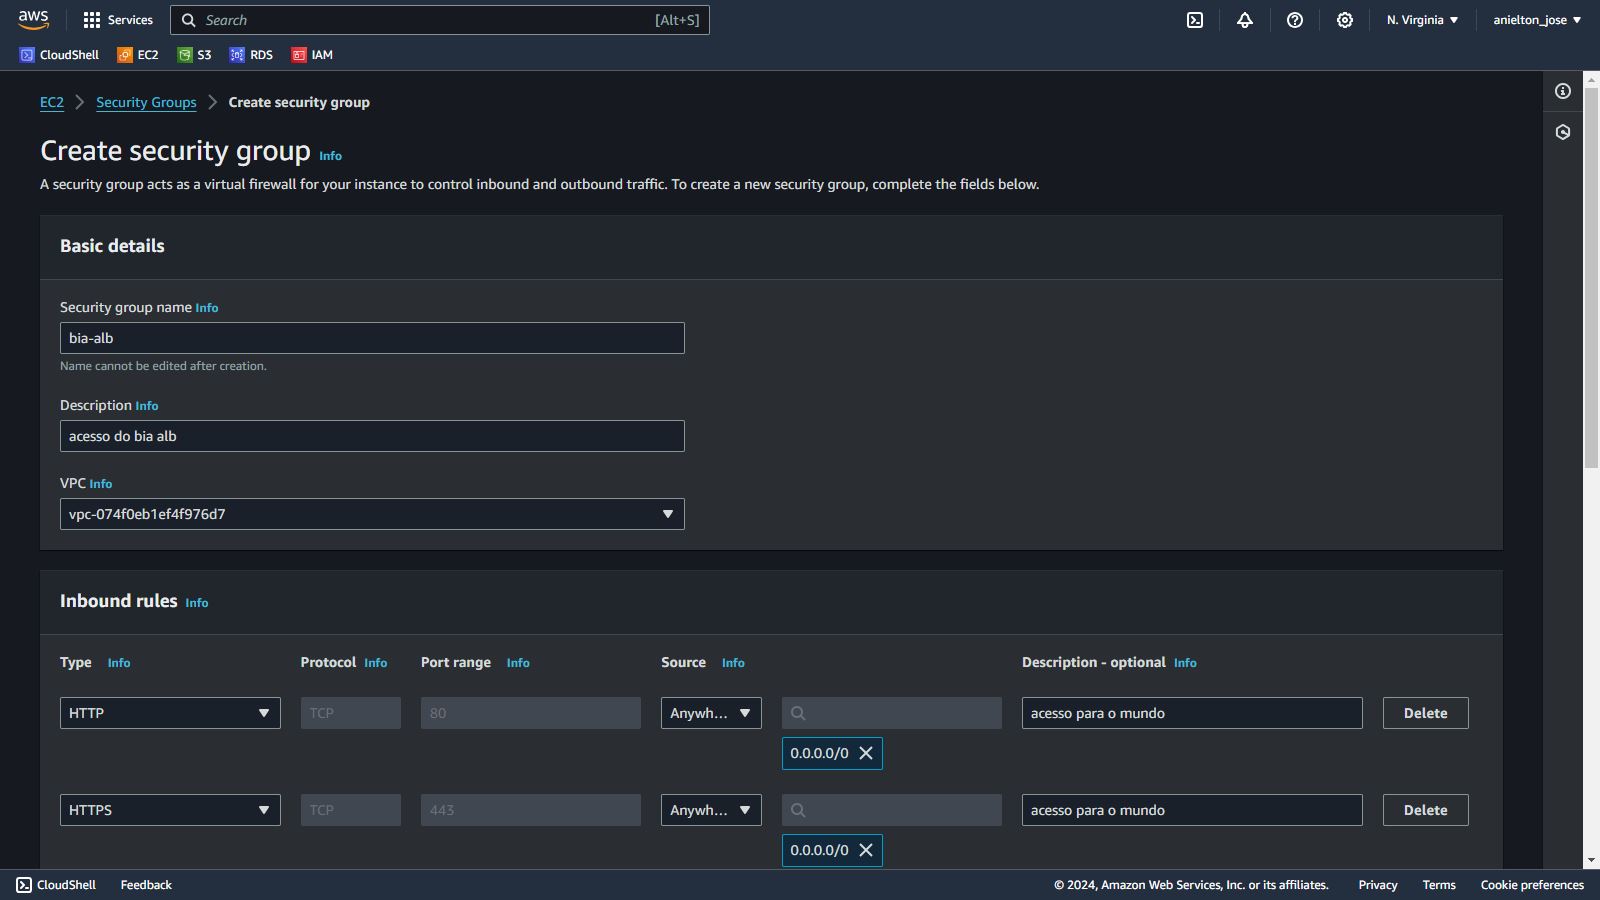 aws Services Search [Alt+S] N. Virginia anielton_jose
CloudShell EC2 S3 RDS IAM
EC2 Security Groups Create security group
Create security group Info
A security group acts as a virtual firewall for your instance to control inbound and outbound traffic. To create a new security group, complete the fields below.
Basic details
Security group name Info
bia-alb
Name cannot be edited after creation.
Description Info
acesso do bia alb
VPC Info
vpc-074f0eb1ef4f976d7
Inbound rules Info
Type Info Protocol Info Port range Info Source Info Description - optional Info
HTTP TCP 80 Anywh... acesso para o mundo Delete
0.0.0.0/0
HTTPS TCP 443 Anywh... acesso para o mundo Delete
0.0.0.0/0
CloudShell Feedback © 2024, Amazon Web Services, Inc. or its affiliates. Privacy Terms Cookie preferences